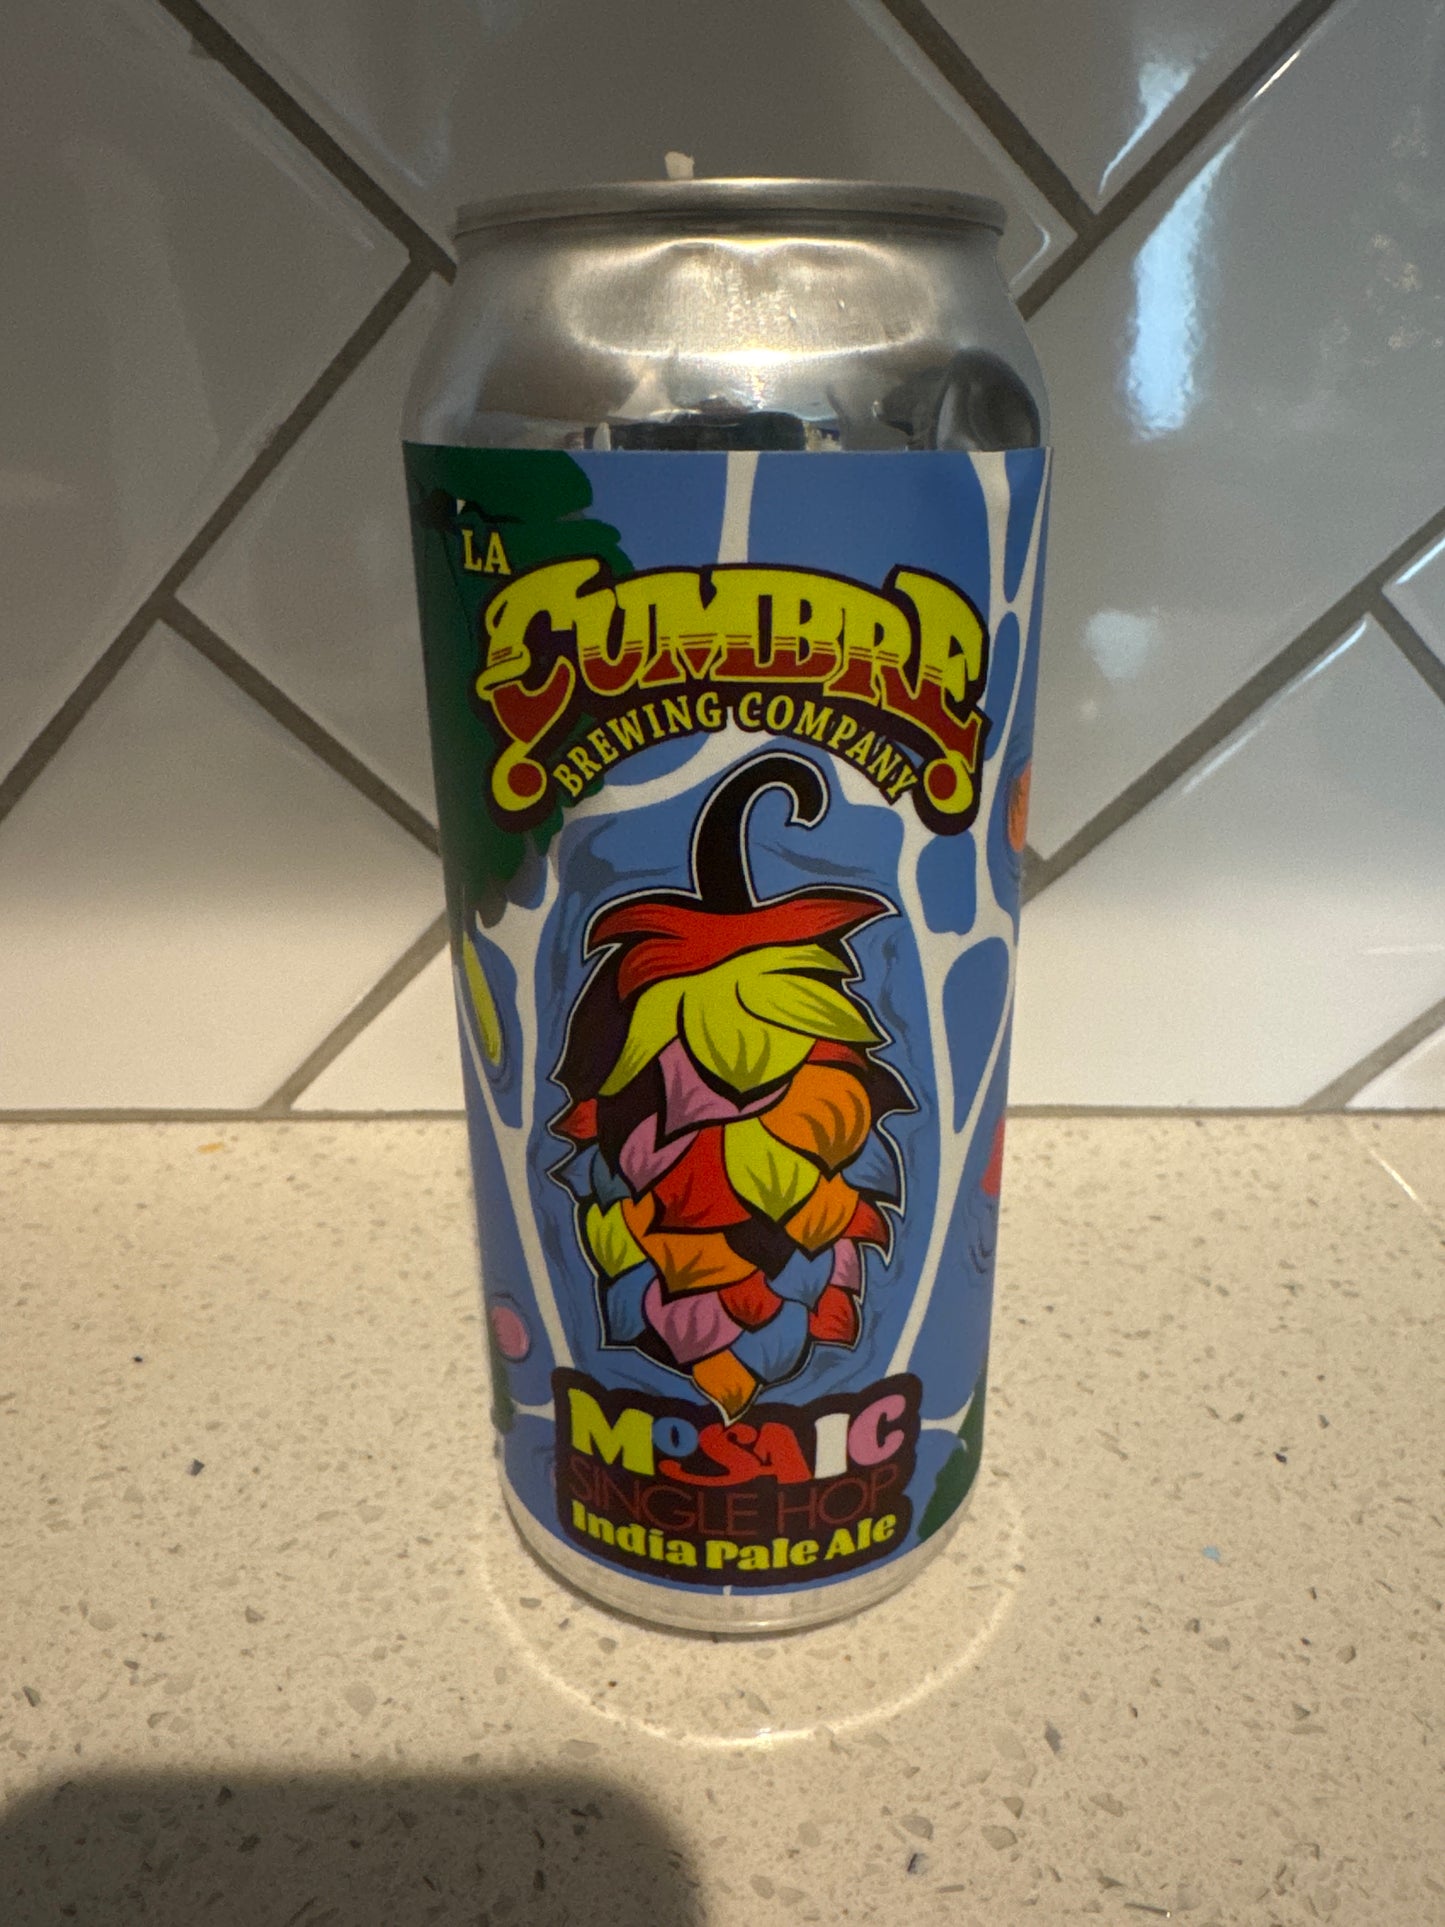 LA
CUMBRE
BREWING COMPANY
MOSAIC
SINGLE HOP
India Pale Ale